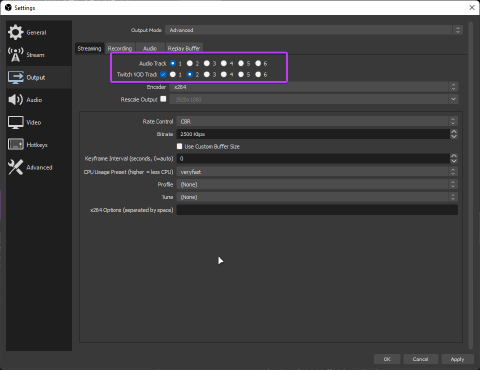 Settings
General
Stream
Output
Audio
Video
Hotkeys
Advanced
Output Mode Advanced
Streaming Recording Audio Replay Buffer
Audio Track 1 2 3 4 5 6
Twitch VOD Track 1 2 3 4 5 6
Encoder x264
Rescale Output 1920x1080
Rate Control CBR
Bitrate 2500 Kbps
Use Custom Buffer Size
Keyframe Interval (seconds, 0=auto) 0
CPU Usage Preset (higher = less CPU) veryfast
Profile (None)
Tune (None)
x264 Options (separated by space)
OK Cancel Apply